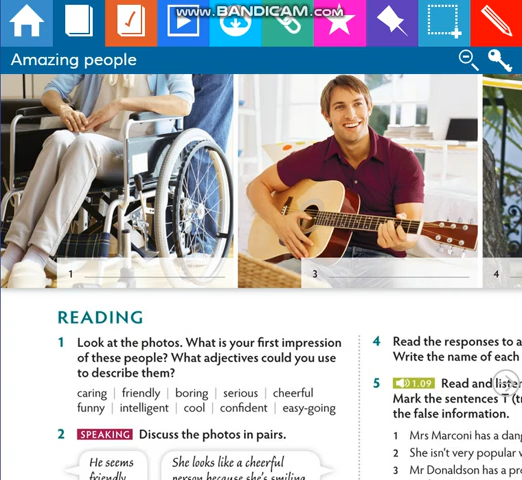 www.BANDICAM.com
Amazing people
1
3
4
READING
1 Look at the photos. What is your first impression
of these people? What adjectives could you use
to describe them?
caring | friendly | boring | serious | cheerful
funny | intelligent | cool | confident | easy-going
2 SPEAKING Discuss the photos in pairs.
He seems
friendly
She looks like a cheerful
person because she's smiling
4 Read the responses to a
Write the name of each
5 1.09 Read and listen
Mark the sentences T (t
the false information.
1 Mrs Marconi has a dang
2 She isn't very popular w
3 Mr Donaldson has a pro